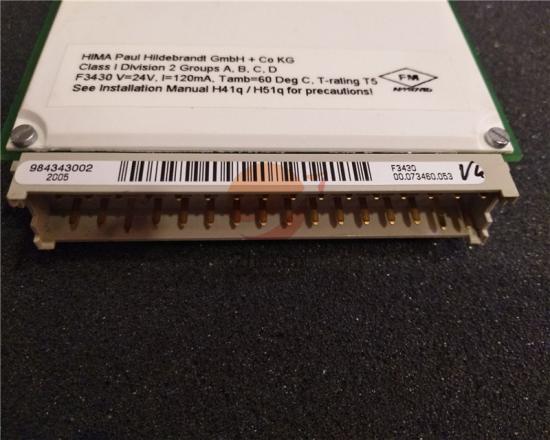 HIMA Paul Hildebrandt GmbH + Co KG
Class I Division 2 Groups A, B, C, D
F3430 V=24V, I=120mA, Tamb=60 Deg C, T-rating T5
See Installation Manual H41q / H51q for precautions!
FM
APPROVED
984343002
2005
F3430
00.073460.053
V4